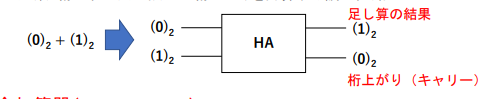 足し算の結果
(0)₂ + (1)₂
(0)₂
(1)₂
HA
(1)₂
(0)₂
桁上がり（キャリー）